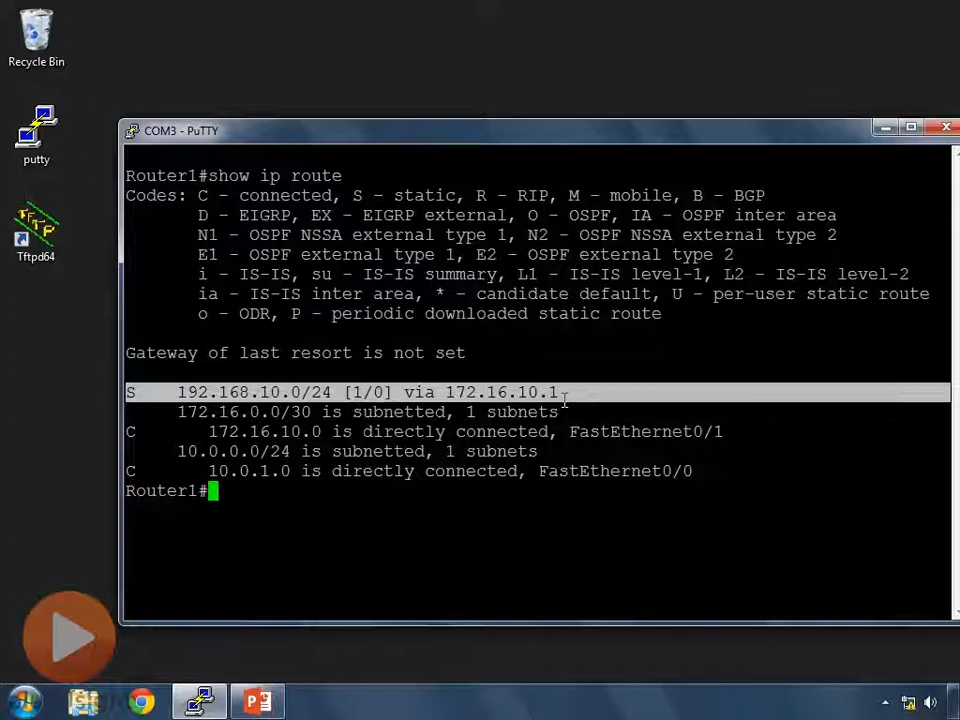 Recycle Bin
putty
Tftpd64
COM3 - PuTTY
Router1#show ip route
Codes: C - connected, S - static, R - RIP, M - mobile, B - BGP
D - EIGRP, EX - EIGRP external, O - OSPF, IA - OSPF inter area
N1 - OSPF NSSA external type 1, N2 - OSPF NSSA external type 2
E1 - OSPF external type 1, E2 - OSPF external type 2
i - IS-IS, su - IS-IS summary, L1 - IS-IS level-1, L2 - IS-IS level-2
ia - IS-IS inter area, * - candidate default, U - per-user static route
o - ODR, P - periodic downloaded static route
Gateway of last resort is not set
S 192.168.10.0/24 [1/0] via 172.16.10.1
172.16.0.0/30 is subnetted, 1 subnets
C 172.16.10.0 is directly connected, FastEthernet0/1
10.0.0.0/24 is subnetted, 1 subnets
C 10.0.1.0 is directly connected, FastEthernet0/0
Router1#